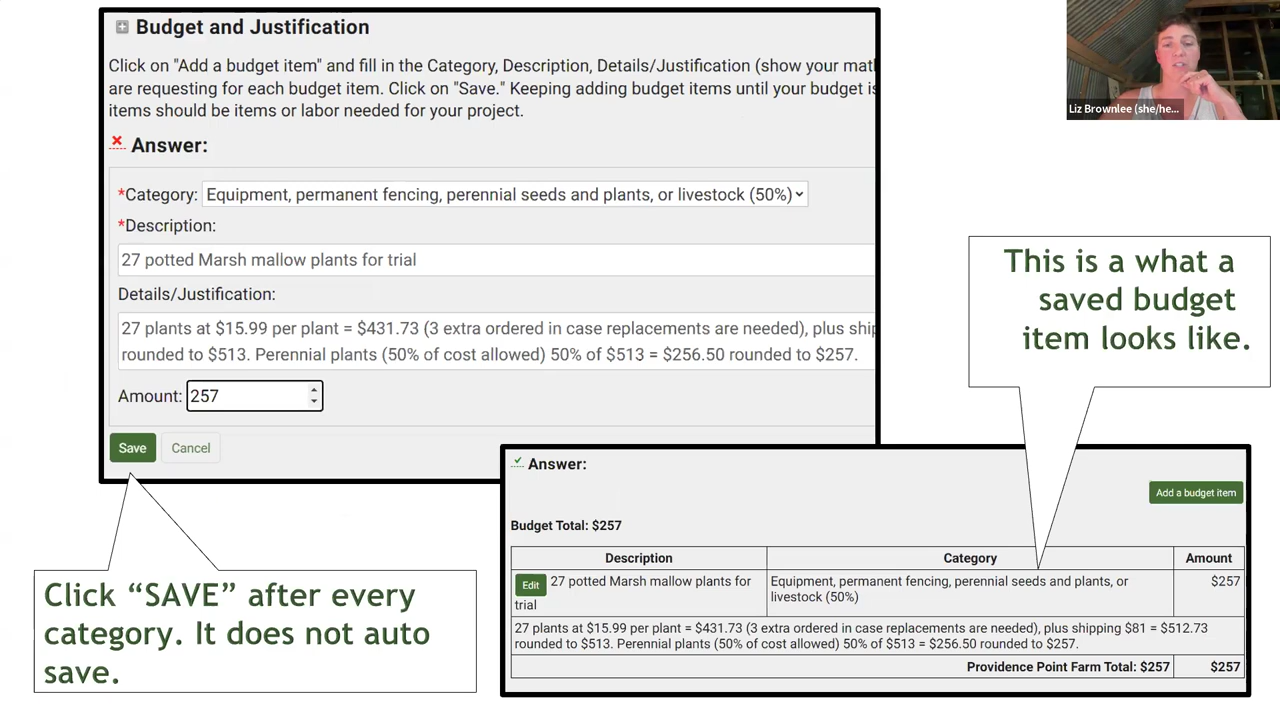 Budget and Justification
Click on "Add a budget item" and fill in the Category, Description, Details/Justification (show your mat
are requesting for each budget item. Click on "Save." Keeping adding budget items until your budget is
items should be items or labor needed for your project.
Answer:
*Category: Equipment, permanent fencing, perennial seeds and plants, or livestock (50%)
*Description:
27 potted Marsh mallow plants for trial
Details/Justification:
27 plants at $15.99 per plant = $431.73 (3 extra ordered in case replacements are needed), plus ship
rounded to $513. Perennial plants (50% of cost allowed) 50% of $513 = $256.50 rounded to $257.
Amount: 257
Save Cancel
Liz Brownlee (she/he...
This is a what a
saved budget
item looks like.
Click “SAVE” after every
category. It does not auto
save.
Answer:
Add a budget item
Budget Total: $257
Description Category Amount
Edit 27 potted Marsh mallow plants for
trial
Equipment, permanent fencing, perennial seeds and plants, or
livestock (50%)
$257
27 plants at $15.99 per plant = $431.73 (3 extra ordered in case replacements are needed), plus shipping $81 = $512.73
rounded to $513. Perennial plants (50% of cost allowed) 50% of $513 = $256.50 rounded to $257.
Providence Point Farm Total: $257 $257